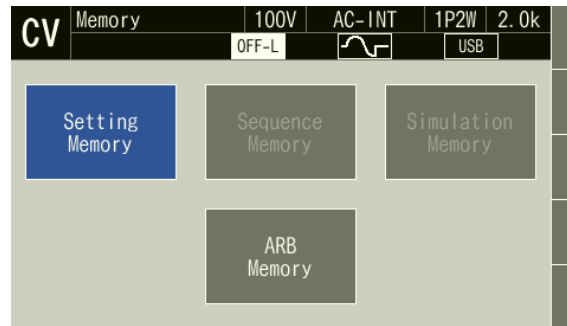 CV Memory 100V AC-INT 1P2W 2.0k
OFF-L USB
Setting Sequence Simulation
Memory Memory Memory
ARB
Memory